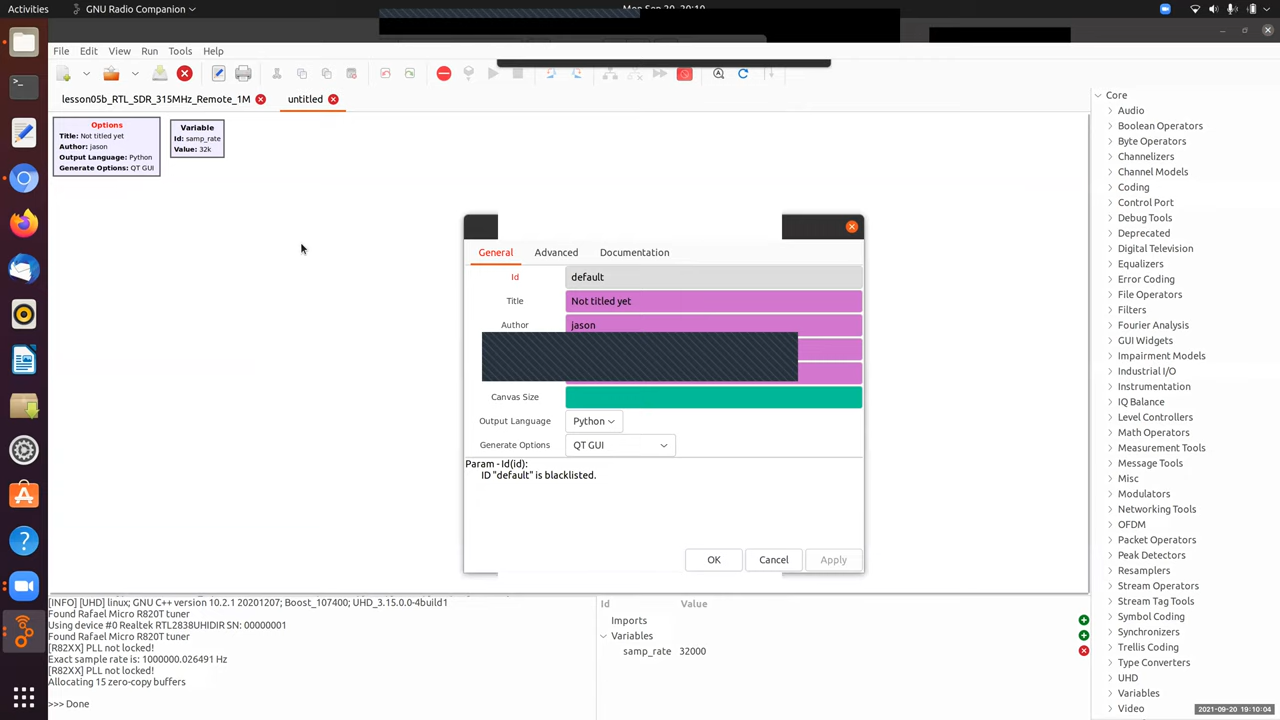 Activities
GNU Radio Companion
File Edit View Run Tools Help
lesson05b_RTL_SDR_315MHz_Remote_1M
untitled
Options
Title: Not titled yet
Author: jason
Output Language: Python
Generate Options: QT GUI
Variable
Id: samp_rate
Value: 32k
General Advanced Documentation
Id default
Title Not titled yet
Author jason
Canvas Size
Output Language Python
Generate Options QT GUI
Param - Id(id):
ID "default" is blacklisted.
OK Cancel Apply
Core
Audio
Boolean Operators
Byte Operators
Channelizers
Channel Models
Coding
Control Port
Debug Tools
Deprecated
Digital Television
Equalizers
Error Coding
File Operators
Filters
Fourier Analysis
GUI Widgets
Impairment Models
Industrial I/O
Instrumentation
IQ Balance
Level Controllers
Math Operators
Measurement Tools
Message Tools
Misc
Modulators
Networking Tools
OFDM
Packet Operators
Peak Detectors
Resamplers
Stream Operators
Stream Tag Tools
Symbol Coding
Synchronizers
Trellis Coding
Type Converters
UHD
Variables
Video
[INFO] [UHD] linux; GNU C++ version 10.2.1 20201207; Boost_107400; UHD_3.15.0.0-4build1
Found Rafael Micro R820T tuner
Using device #0 Realtek RTL2838UHIDIR SN: 00000001
Found Rafael Micro R820T tuner
[R82XX] PLL not locked!
Exact sample rate is: 1000000.026491 Hz
[R82XX] PLL not locked!
Allocating 15 zero-copy buffers
>>> Done
Id Value
Imports
Variables
samp_rate 32000
2021-09-20 19:10:04